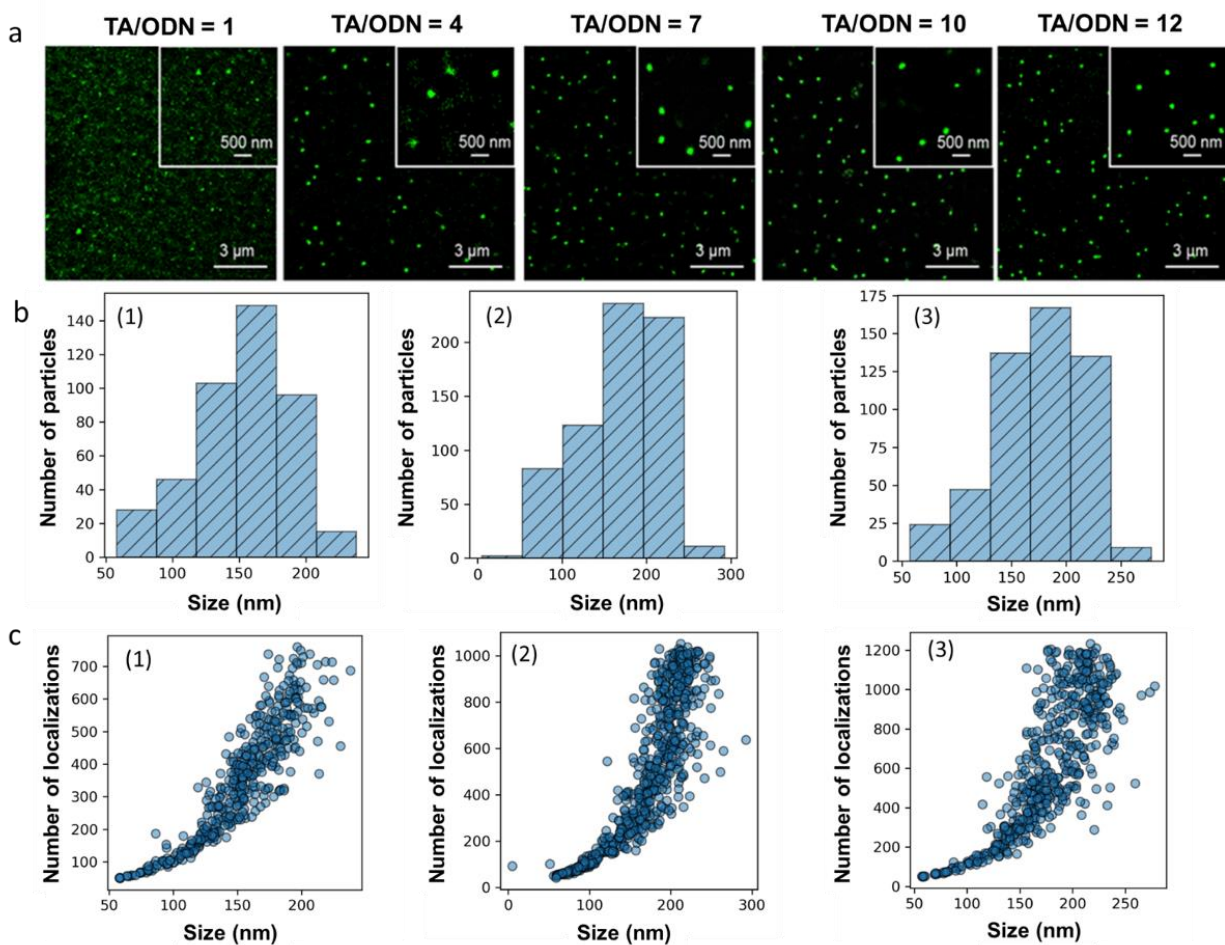 TA/ODN = 1 TA/ODN = 4 TA/ODN = 7 TA/ODN = 10 TA/ODN = 12
a
500 nm 500 nm 500 nm 500 nm 500 nm
3 µm 3 µm 3 µm 3 µm 3 µm
b
(1)
Number of particles
140
120
100
80
60
40
20
0
50 100 150 200
Size (nm)
(2)
Number of particles
200
150
100
50
0
0 100 200 300
Size (nm)
(3)
Number of particles
175
150
125
100
75
50
25
0
50 100 150 200 250
Size (nm)
c
(1)
Number of localizations
700
600
500
400
300
200
100
50 100 150 200
Size (nm)
(2)
Number of localizations
1000
800
600
400
200
0
0 100 200 300
Size (nm)
(3)
Number of localizations
1200
1000
800
600
400
200
0
50 100 150 200 250
Size (nm)